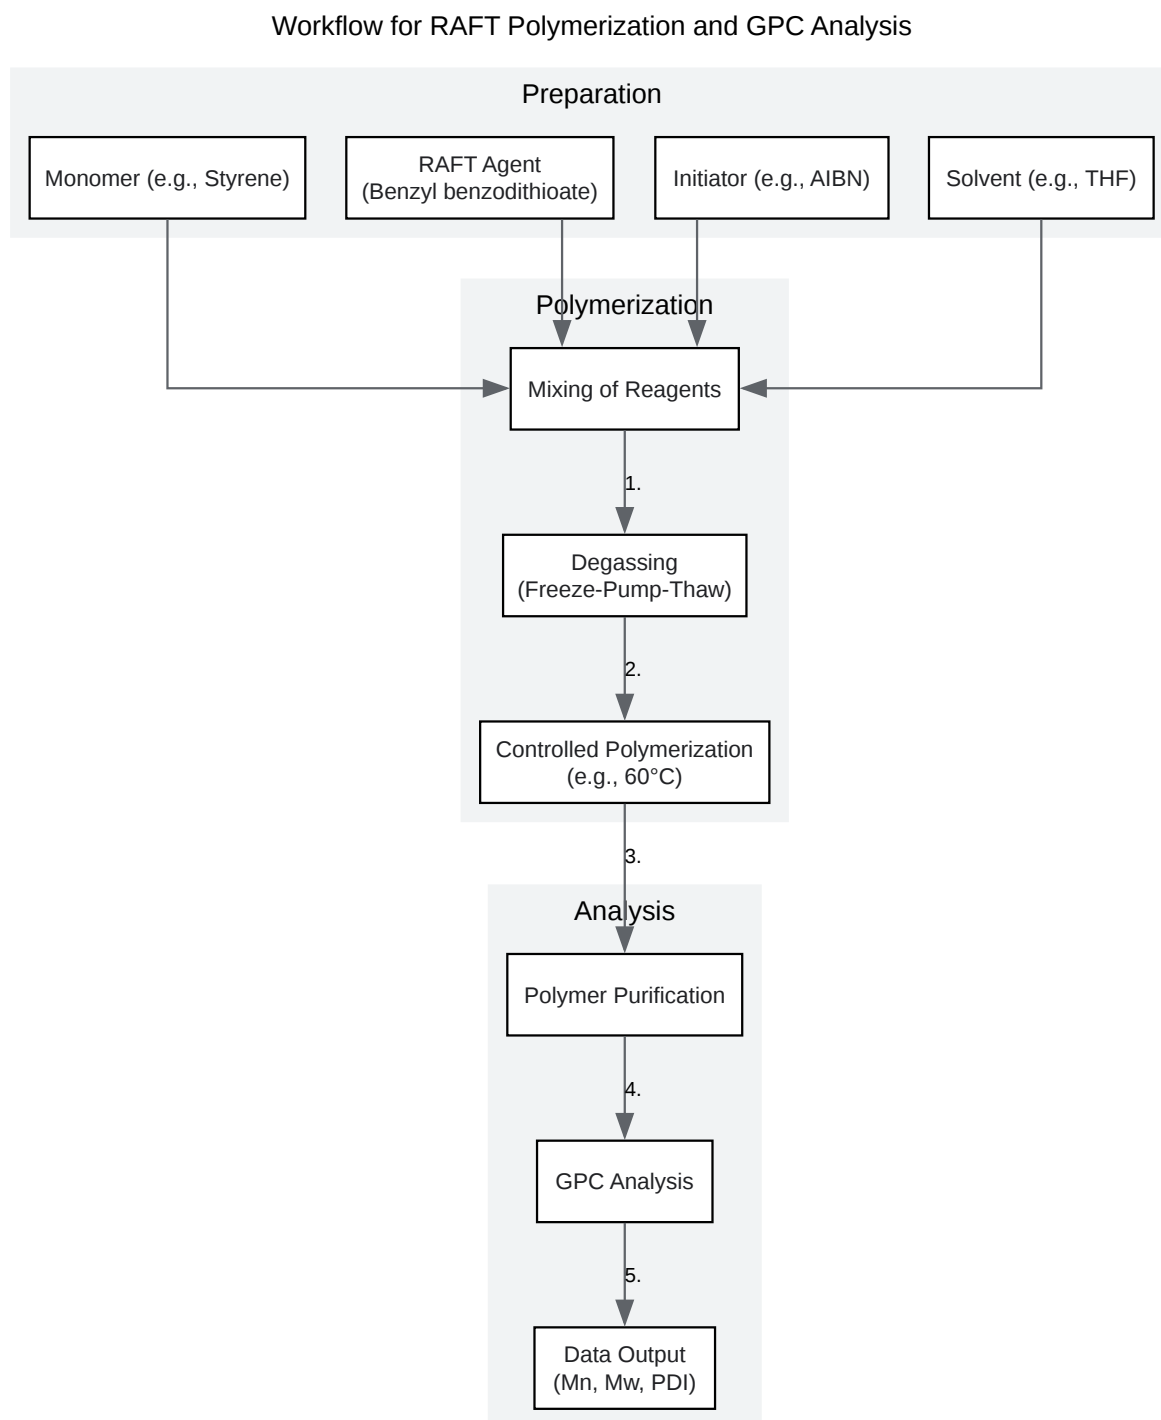 Workflow for RAFT Polymerization and GPC Analysis
Preparation
Monomer (e.g., Styrene)
RAFT Agent
(Benzyl benzodithioate)
Initiator (e.g., AIBN)
Solvent (e.g., THF)
Polymerization
Mixing of Reagents
1.
Degassing
(Freeze-Pump-Thaw)
2.
Controlled Polymerization
(e.g., 60°C)
3.
Analysis
Polymer Purification
4.
GPC Analysis
5.
Data Output
(Mn, Mw, PDI)